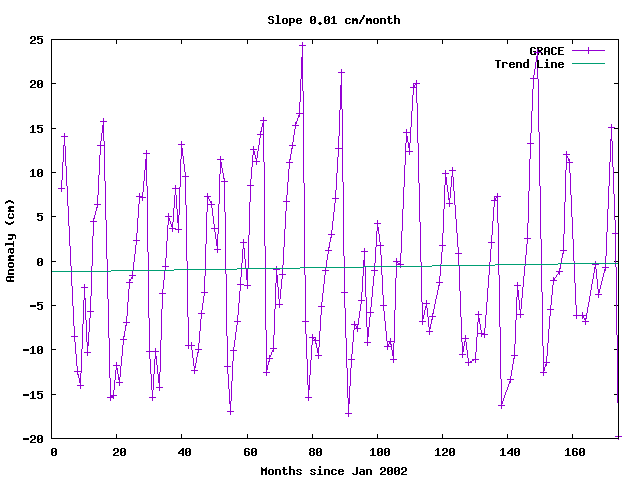 Slope 0.01 cm/month
25
20
15
10
5
0
-5
-10
-15
-20
Anomaly (cm)
GRACE
Trend Line
0 20 40 60 80 100 120 140 160
Months since Jan 2002